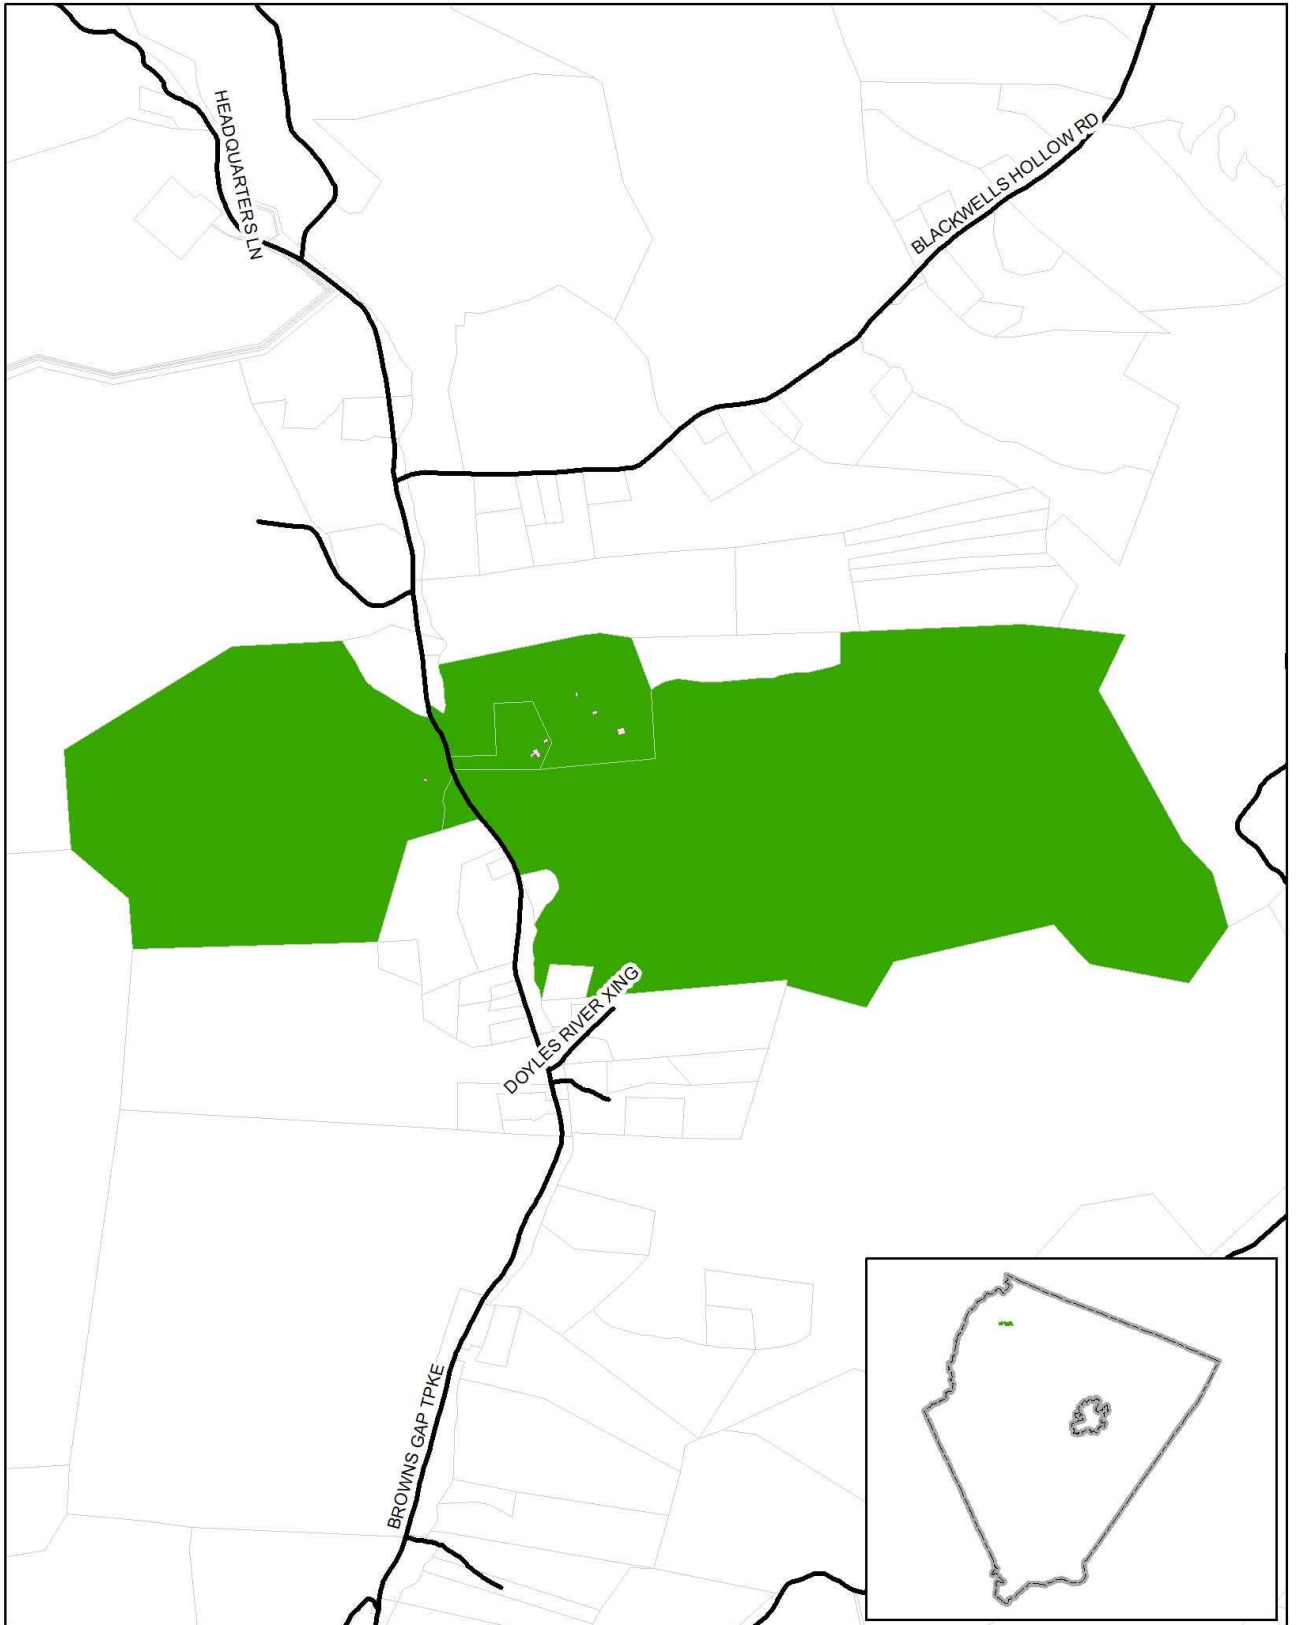 HEADQUARTERS LN
BLACKWELLS HOLLOW RD
DOYLES RIVER XING
BROWNS GAP TPKE